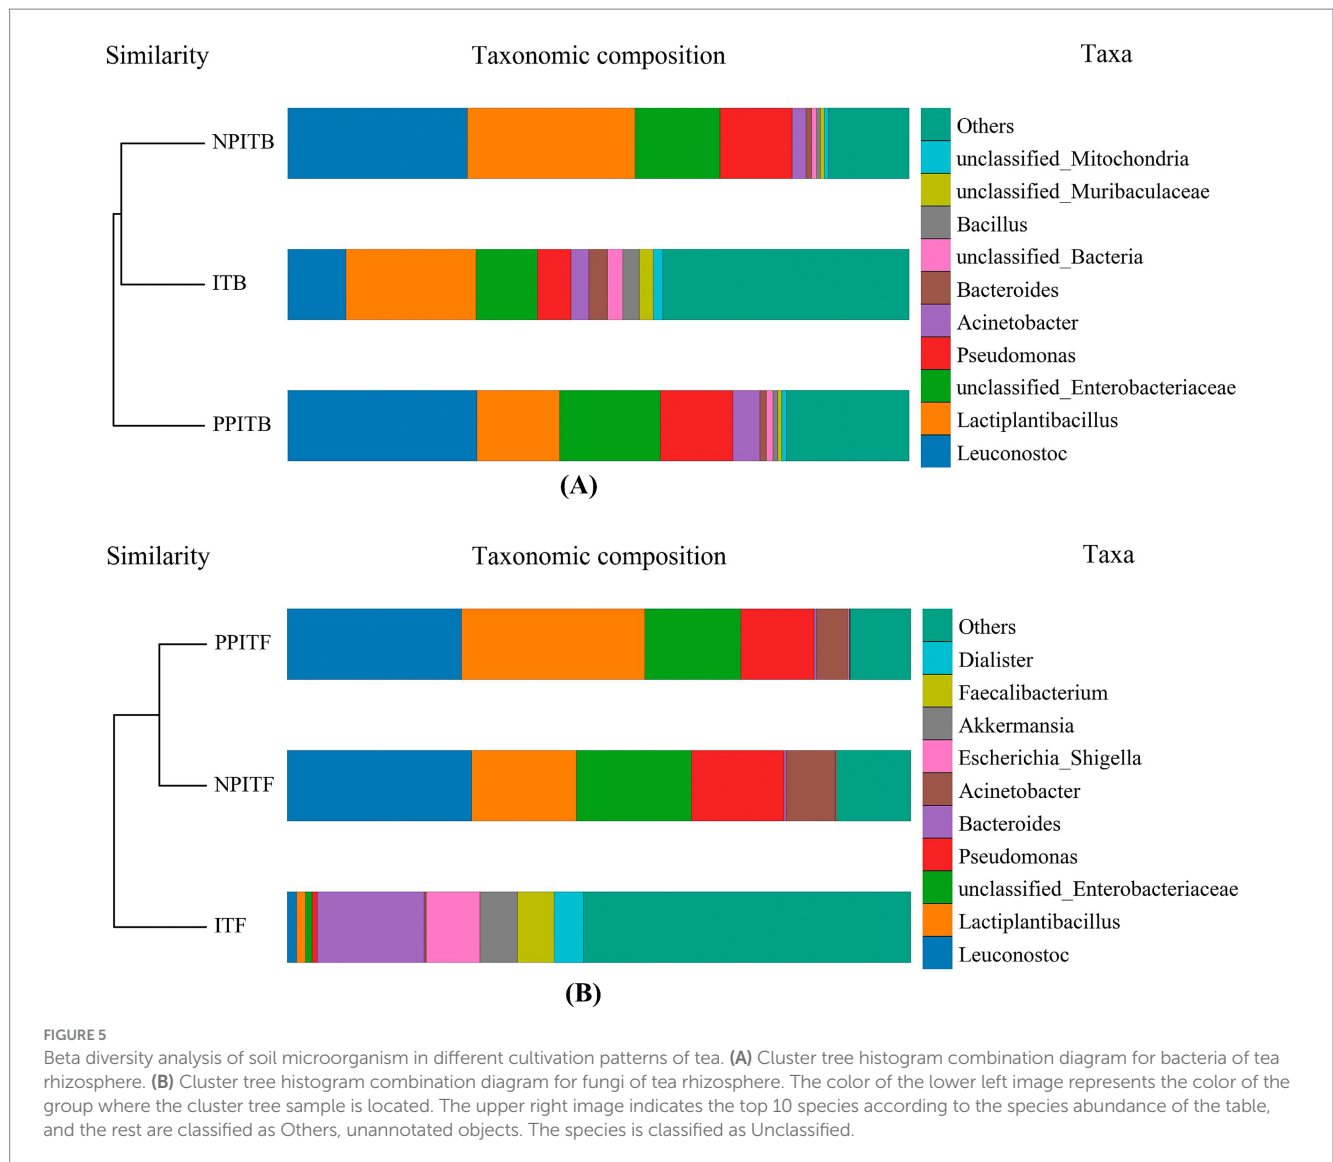 Similarity
Taxonomic composition
Taxa
NPITB
ITB
PPITB
Others
unclassified_Mitochondria
unclassified_Muribaculaceae
Bacillus
unclassified_Bacteria
Bacteroides
Acinetobacter
Pseudomonas
unclassified_Enterobacteriaceae
Lactiplantibacillus
Leuconostoc
(A)
Similarity
Taxonomic composition
Taxa
PPITF
NPITF
ITF
Others
Dialister
Faecalibacterium
Akkermansia
Escherichia_Shigella
Acinetobacter
Bacteroides
Pseudomonas
unclassified_Enterobacteriaceae
Lactiplantibacillus
Leuconostoc
(B)
FIGURE 5
Beta diversity analysis of soil microorganism in different cultivation patterns of tea. (A) Cluster tree histogram combination diagram for bacteria of tea
rhizosphere. (B) Cluster tree histogram combination diagram for fungi of tea rhizosphere. The color of the lower left image represents the color of the
group where the cluster tree sample is located. The upper right image indicates the top 10 species according to the species abundance of the table,
and the rest are classified as Others, unannotated objects. The species is classified as Unclassified.